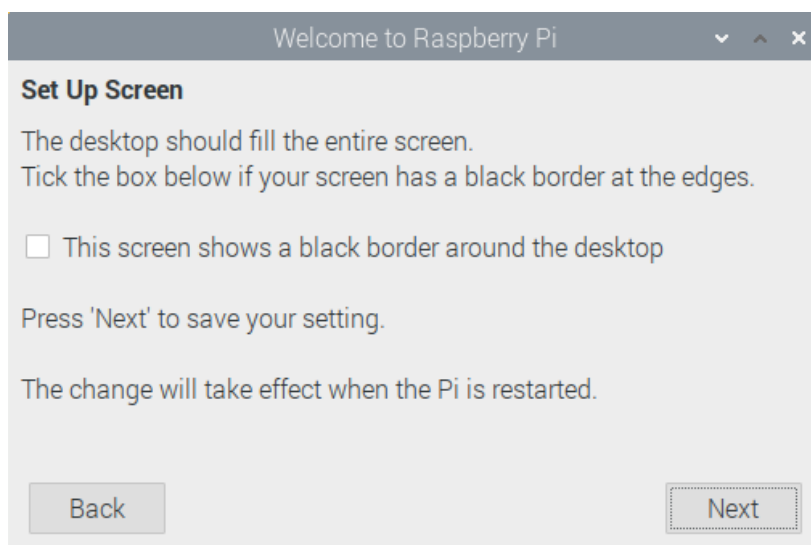 Welcome to Raspberry Pi
Set Up Screen
The desktop should fill the entire screen.
Tick the box below if your screen has a black border at the edges.
This screen shows a black border around the desktop
Press 'Next' to save your setting.
The change will take effect when the Pi is restarted.
Back
Next